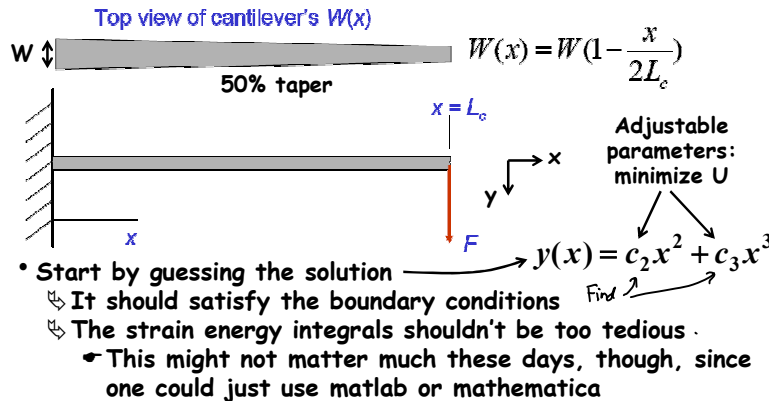 Top view of cantilever's W(x)
W
W(x) = W(1 - x/(2L_c))
50% taper
x = L_c
Adjustable
parameters:
minimize U
x
y
x
F
y(x) = c_2x^2 + c_3x^3
• Start by guessing the solution
Find
↪ It should satisfy the boundary conditions
↪ The strain energy integrals shouldn't be too tedious .
☛ This might not matter much these days, though, since
one could just use matlab or mathematica